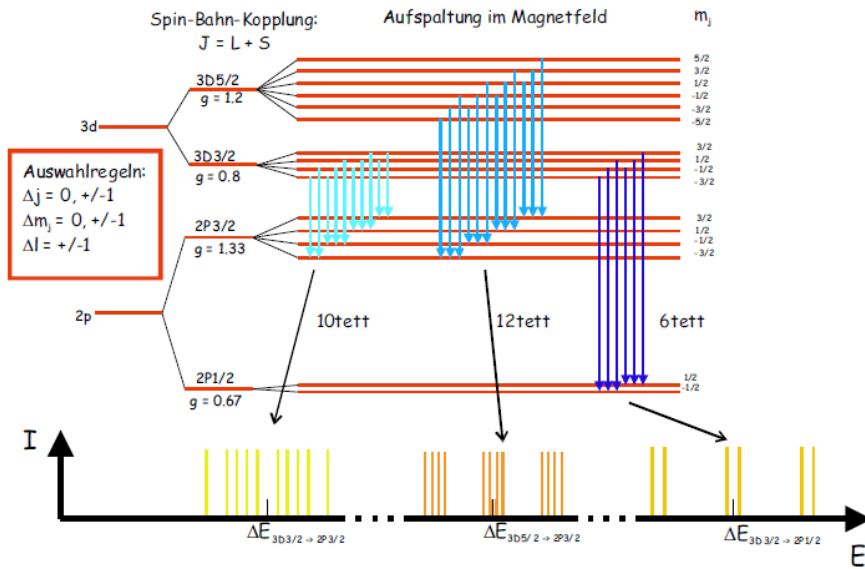 Spin-Bahn-Kopplung:
J = L + S
Aufspaltung im Magnetfeld
mj
3d
3D5/2
g = 1.2
5/2
3/2
1/2
-1/2
-3/2
-5/2
3D3/2
g = 0.8
3/2
1/2
-1/2
-3/2
Auswahlregeln:
Δj = 0, +/-1
Δmj = 0, +/-1
Δl = +/-1
2P3/2
g = 1.33
3/2
1/2
-1/2
-3/2
2p
10tett
12tett
6tett
2P1/2
g = 0.67
1/2
-1/2
I
ΔE3D3/2 → 2P3/2
ΔE3D5/2 → 2P3/2
ΔE3D3/2 → 2P1/2
E